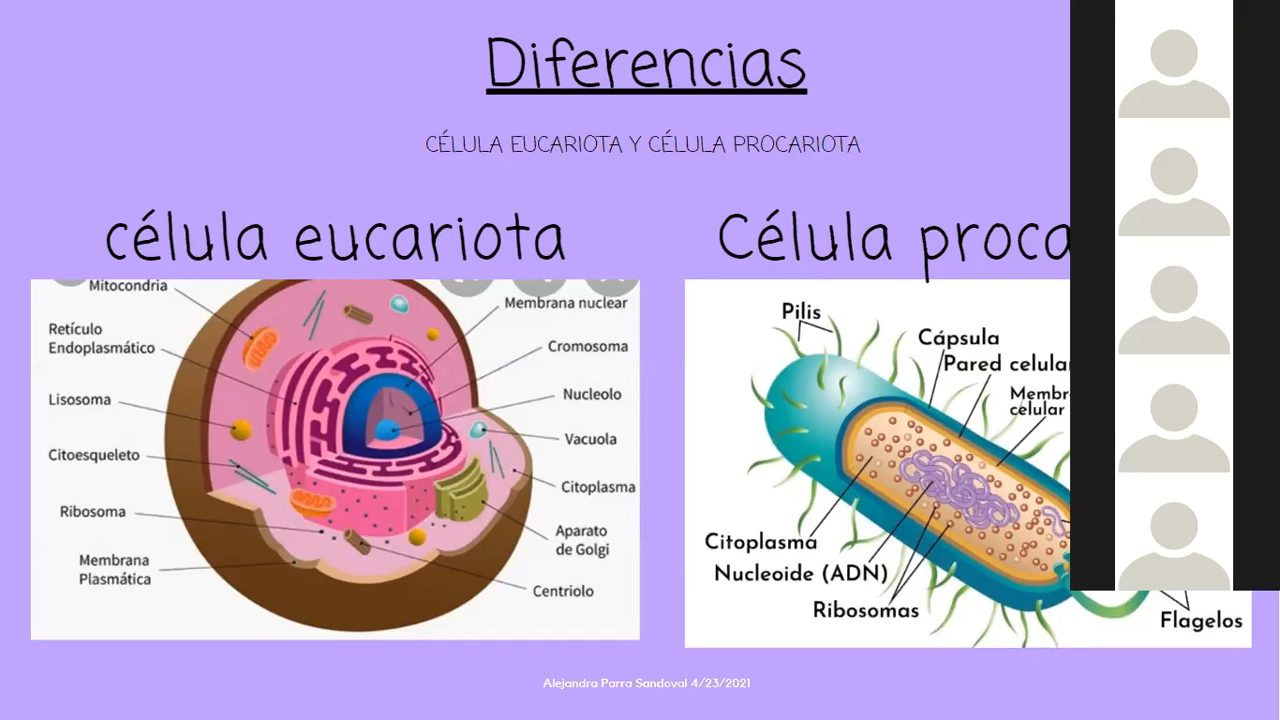 Diferencias
CÉLULA EUCARIOTA Y CÉLULA PROCARIOTA
célula eucariota
Mitocondria
Retículo
Endoplasmático
Lisosoma
Citoesqueleto
Ribosoma
Membrana
Plasmática
Membrana nuclear
Cromosoma
Nucleolo
Vacuola
Citoplasma
Aparato
de Golgi
Centriolo
Célula proca
Pilis
Cápsula
Pared celular
Membr
celular
Citoplasma
Nucleoide (ADN)
Ribosomas
Flagelos
Alejandra Parra Sandoval 4/23/2021